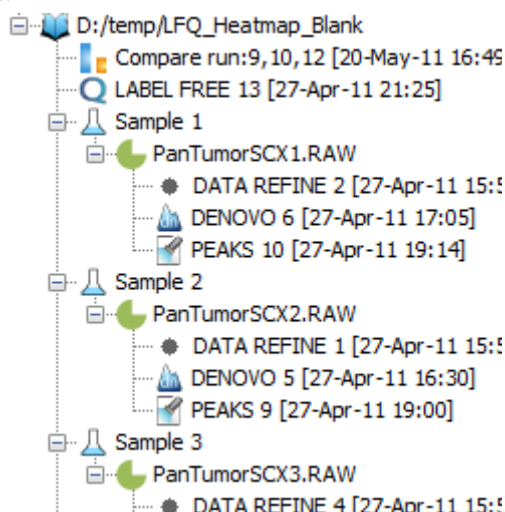 D:/temp/LFQ_Heatmap_Blank
Compare run:9,10,12 [20-May-11 16:49
LABEL FREE 13 [27-Apr-11 21:25]
Sample 1
PanTumorSCX1.RAW
DATA REFINE 2 [27-Apr-11 15:5
DENOVO 6 [27-Apr-11 17:05]
PEAKS 10 [27-Apr-11 19:14]
Sample 2
PanTumorSCX2.RAW
DATA REFINE 1 [27-Apr-11 15:5
DENOVO 5 [27-Apr-11 16:30]
PEAKS 9 [27-Apr-11 19:00]
Sample 3
PanTumorSCX3.RAW
DATA REFINE 4 [27-Apr-11 15:5